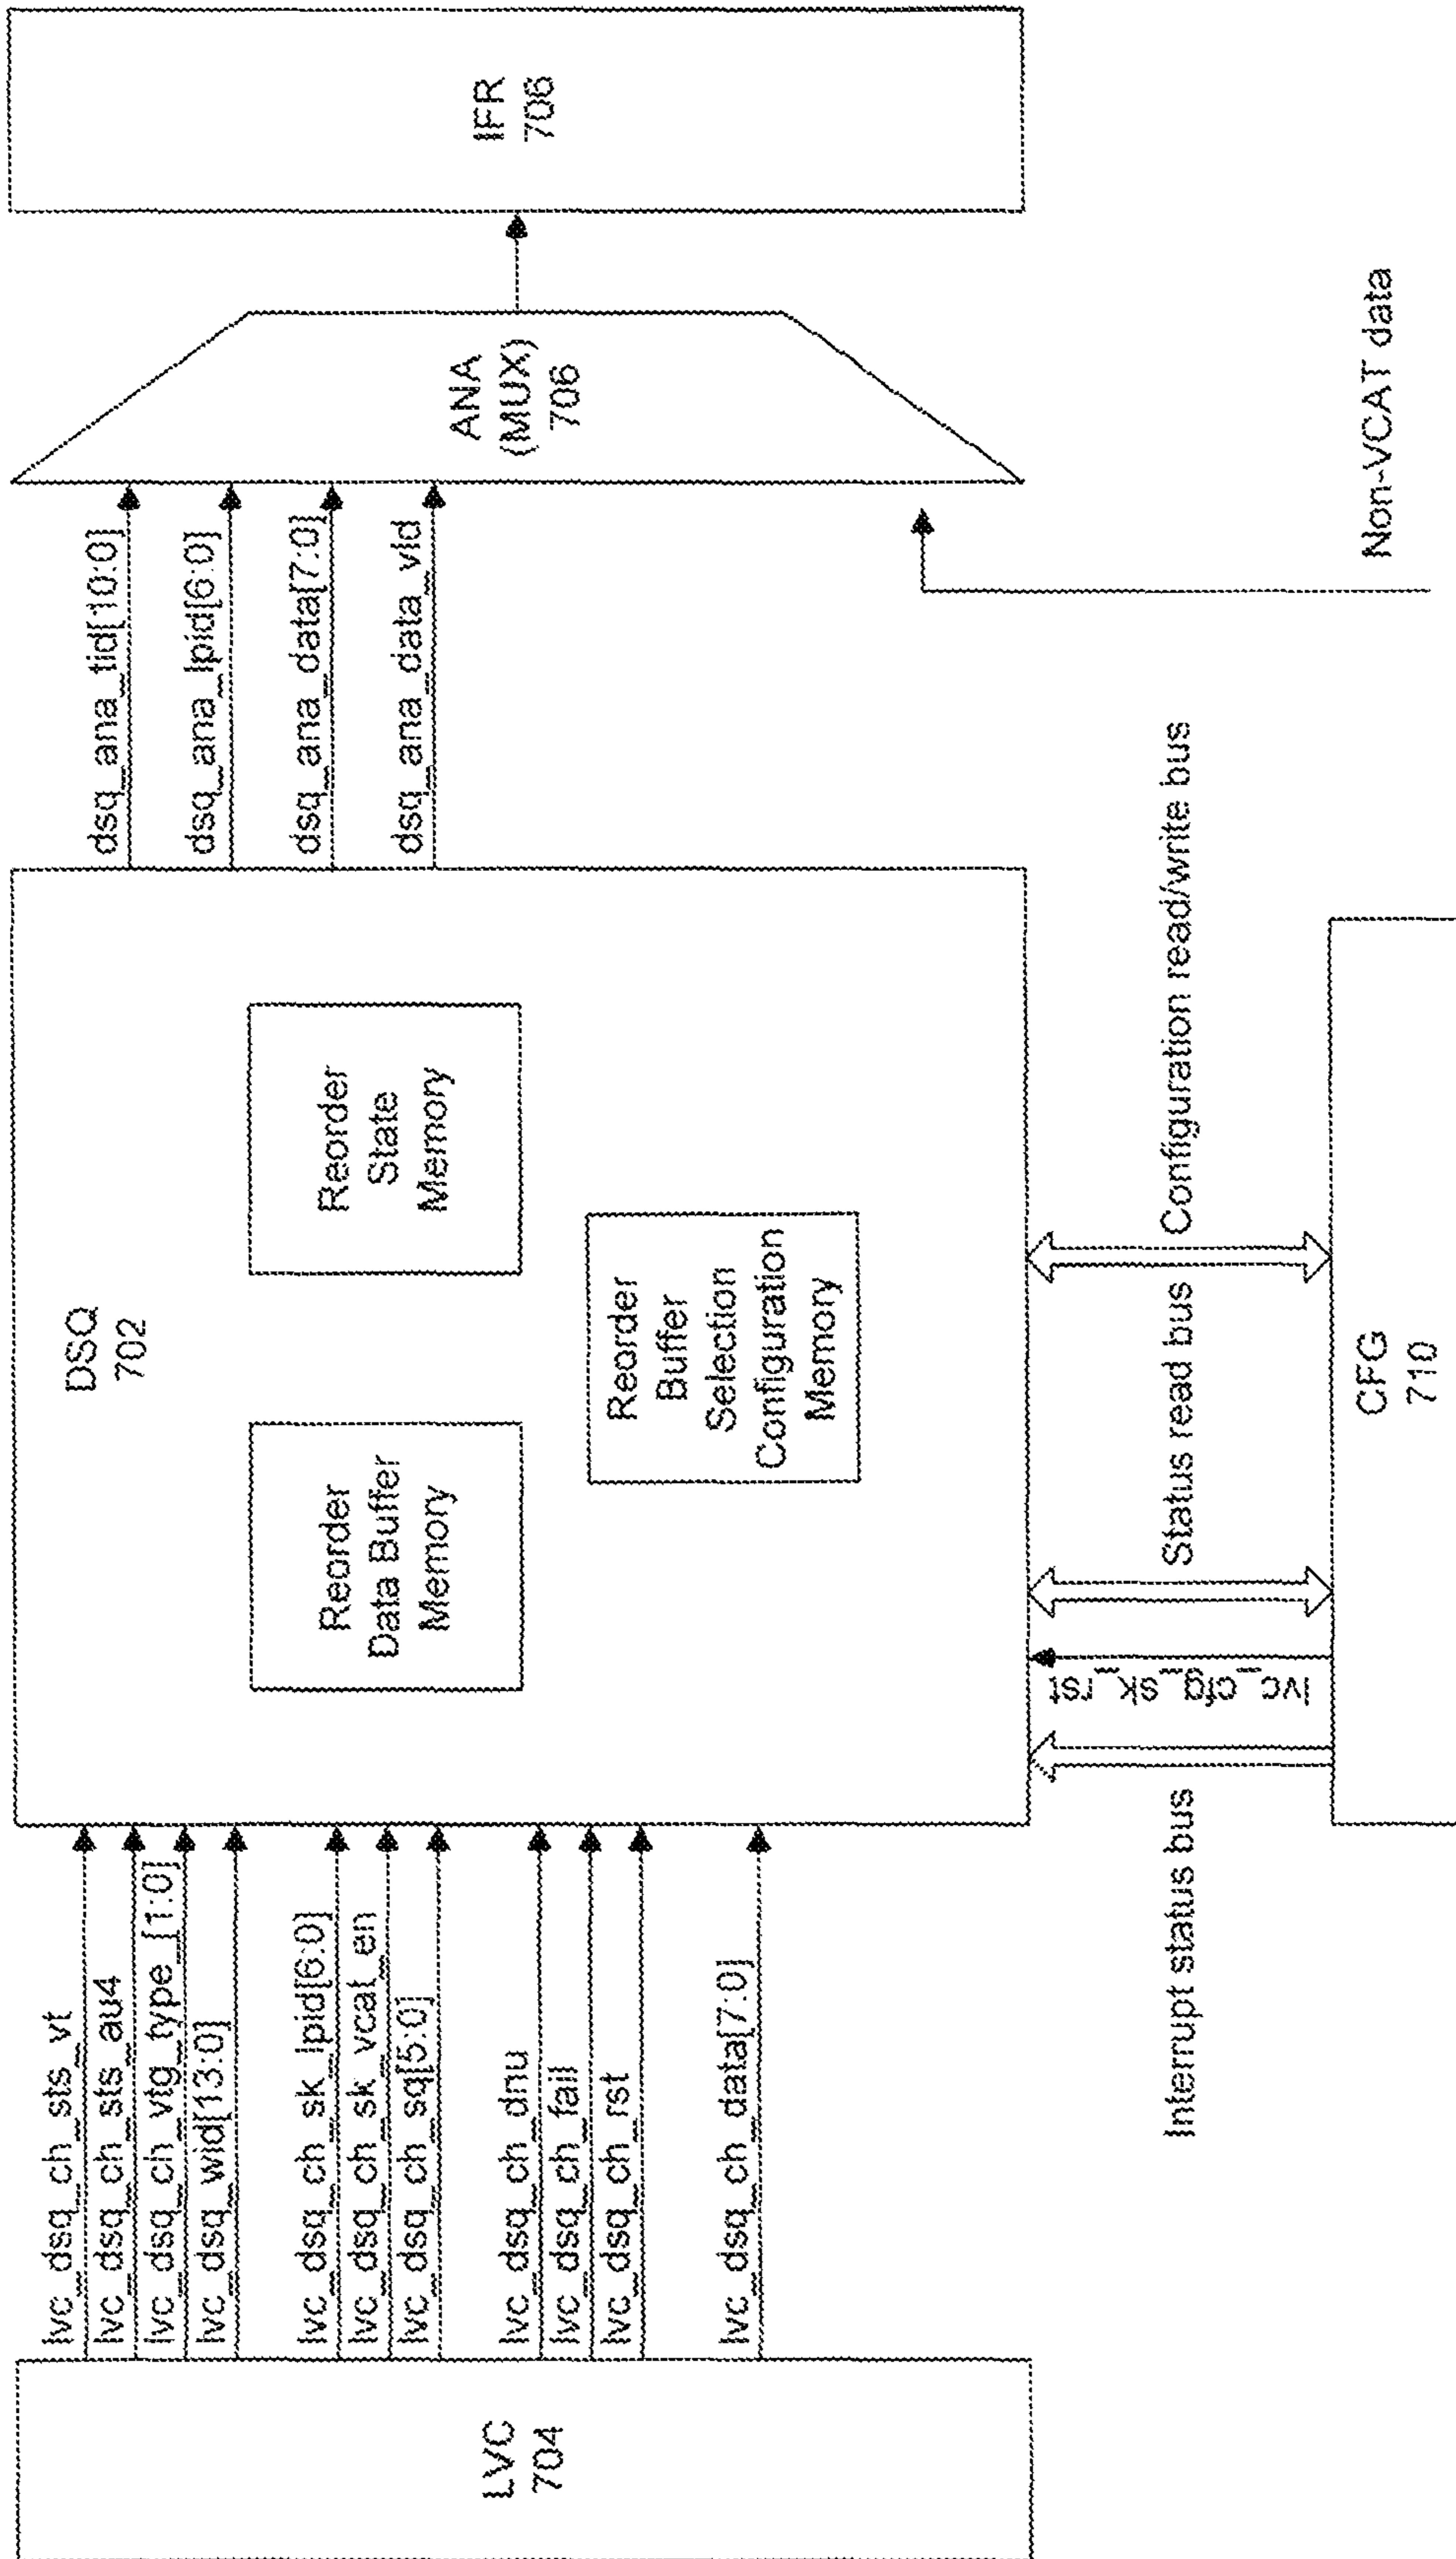 LVC
704
lvc_dsq_ch_sts_vt
lvc_dsq_ch_sts_au4
lvc_dsq_ch_vtg_type_[1:0]
lvc_dsq_wid[13:0]
lvc_dsq_ch_sk_lpid[6:0]
lvc_dsq_ch_sk_vcat_en
lvc_dsq_ch_sq[5:0]
lvc_dsq_ch_dnu
lvc_dsq_ch_fail
lvc_dsq_ch_rst
lvc_dsq_ch_data[7:0]
DSQ
702
Reorder
Data Buffer
Memory
Reorder
State
Memory
Reorder
Buffer
Selection
Configuration
Memory
dsq_ana_tid[10:0]
dsq_ana_lpid[6:0]
dsq_ana_data[7:0]
dsq_ana_data_vld
ANA
(MUX)
706
IFR
706
Interrupt status bus
lvc_cfg_sk_rst
Status read bus
Configuration read/write bus
Non-VCAT data
CFG
710